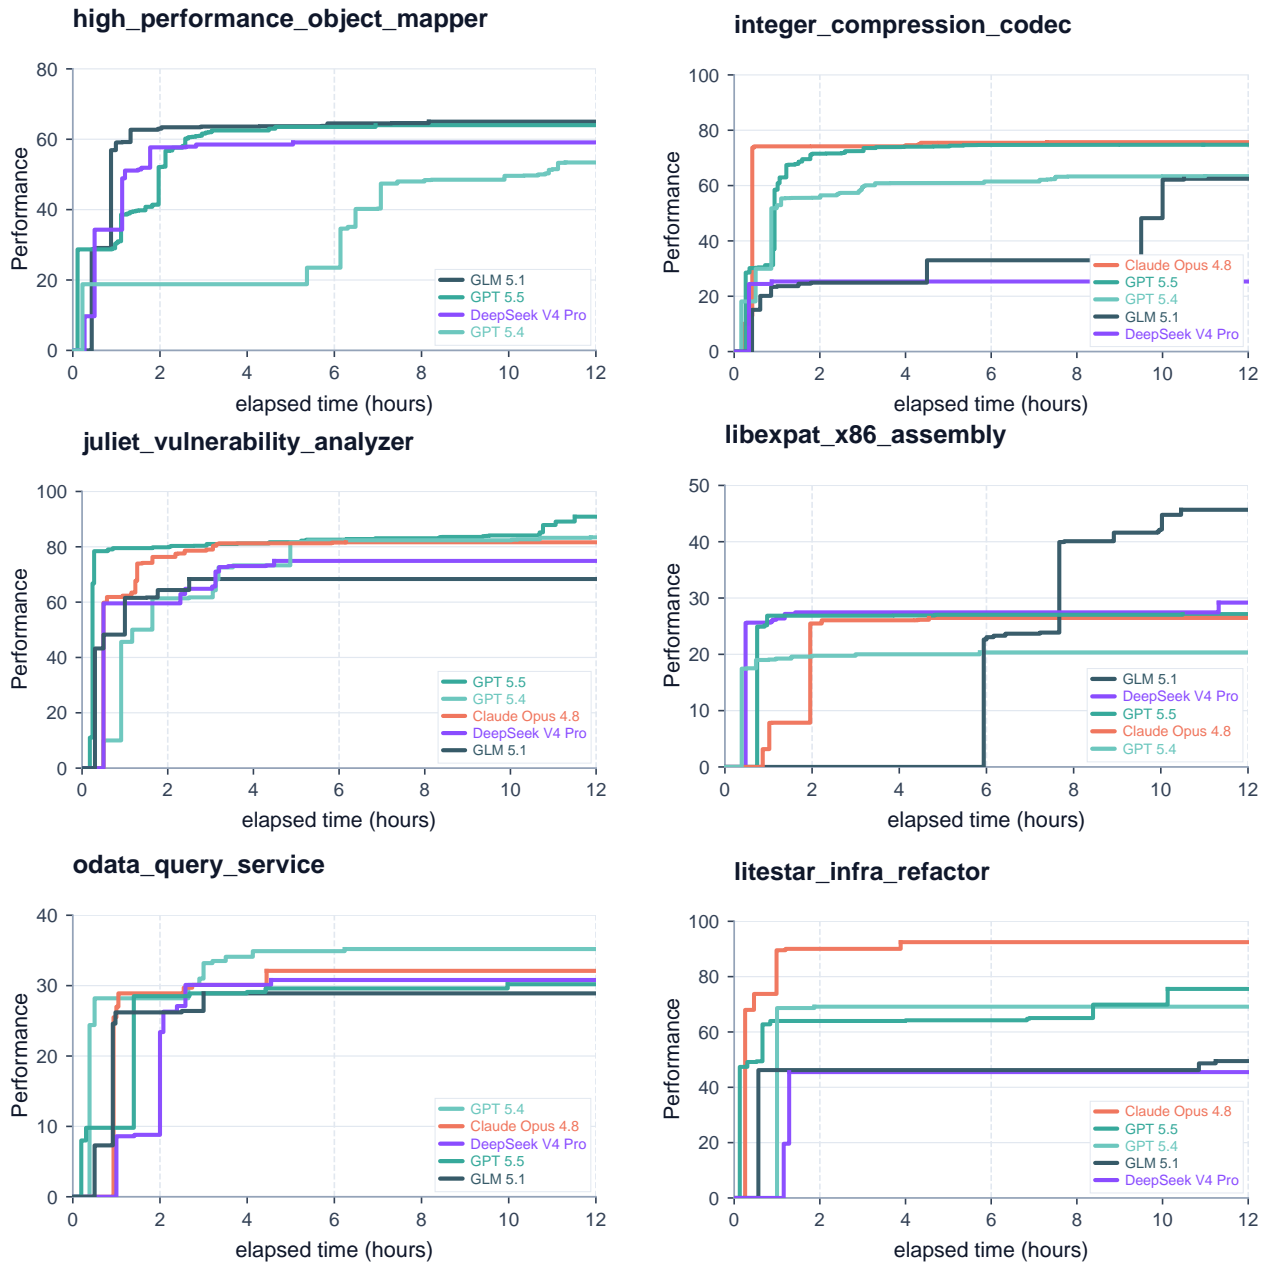 high_performance_object_mapper
80
60
40
20
0
Performance
0 2 4 6 8 10 12
elapsed time (hours)
GLM 5.1
GPT 5.5
DeepSeek V4 Pro
GPT 5.4
integer_compression_codec
100
80
60
40
20
0
Performance
0 2 4 6 8 10 12
elapsed time (hours)
Claude Opus 4.8
GPT 5.5
GPT 5.4
GLM 5.1
DeepSeek V4 Pro
juliet_vulnerability_analyzer
100
80
60
40
20
0
Performance
0 2 4 6 8 10 12
elapsed time (hours)
GPT 5.5
GPT 5.4
Claude Opus 4.8
DeepSeek V4 Pro
GLM 5.1
libexpat_x86_assembly
50
40
30
20
10
0
Performance
0 2 4 6 8 10 12
elapsed time (hours)
GLM 5.1
DeepSeek V4 Pro
GPT 5.5
Claude Opus 4.8
GPT 5.4
odata_query_service
40
30
20
10
0
Performance
0 2 4 6 8 10 12
elapsed time (hours)
GPT 5.4
Claude Opus 4.8
DeepSeek V4 Pro
GPT 5.5
GLM 5.1
litestar_infra_refactor
100
80
60
40
20
0
Performance
0 2 4 6 8 10 12
elapsed time (hours)
Claude Opus 4.8
GPT 5.5
GPT 5.4
GLM 5.1
DeepSeek V4 Pro